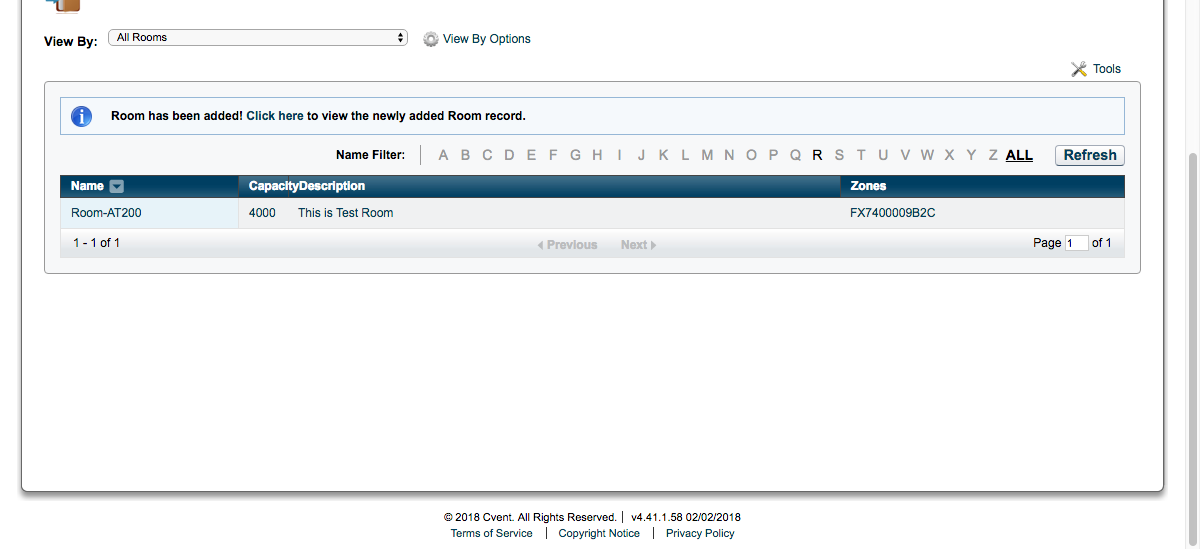 View By: All Rooms View By Options
Tools
Room has been added! Click here to view the newly added Room record.
Name Filter: A B C D E F G H I J K L M N O P Q R S T U V W X Y Z ALL Refresh
Name CapacityDescription Zones
Room-AT200 4000 This is Test Room FX7400009B2C
1 - 1 of 1 Previous Next Page 1 of 1
© 2018 Cvent. All Rights Reserved. | v4.41.1.58 02/02/2018
Terms of Service | Copyright Notice | Privacy Policy